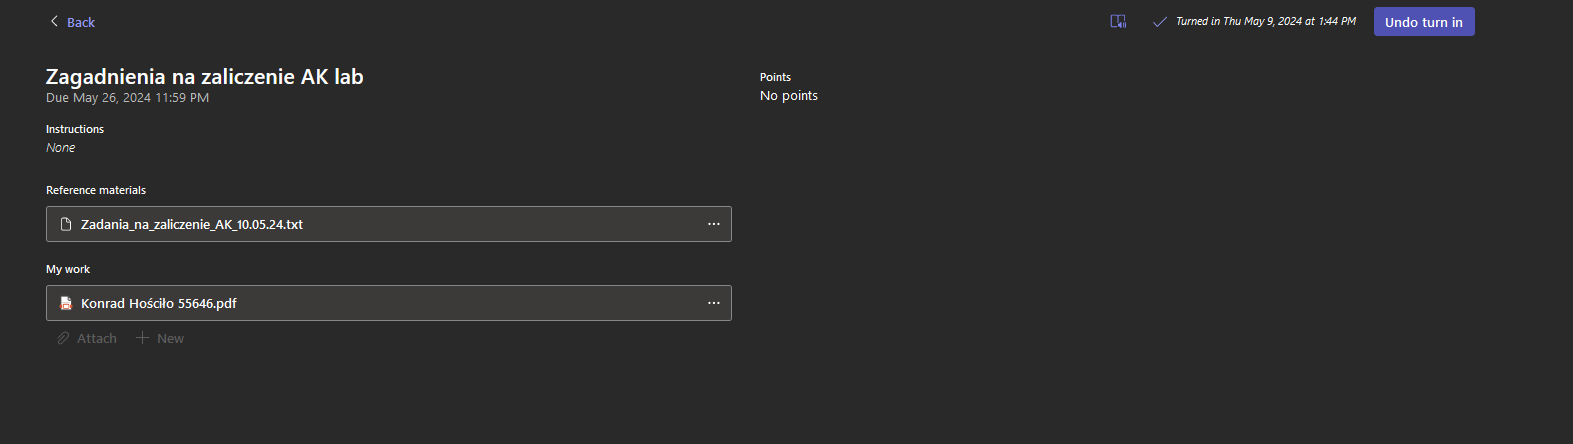 Back
Turned in Thu May 9, 2024 at 1:44 PM
Undo turn in
Zagadnienia na zaliczenie AK lab
Due May 26, 2024 11:59 PM
Points
No points
Instructions
None
Reference materials
Zadania_na_zaliczenie_AK_10.05.24.txt
My work
Konrad Hościło 55646.pdf
Attach
New